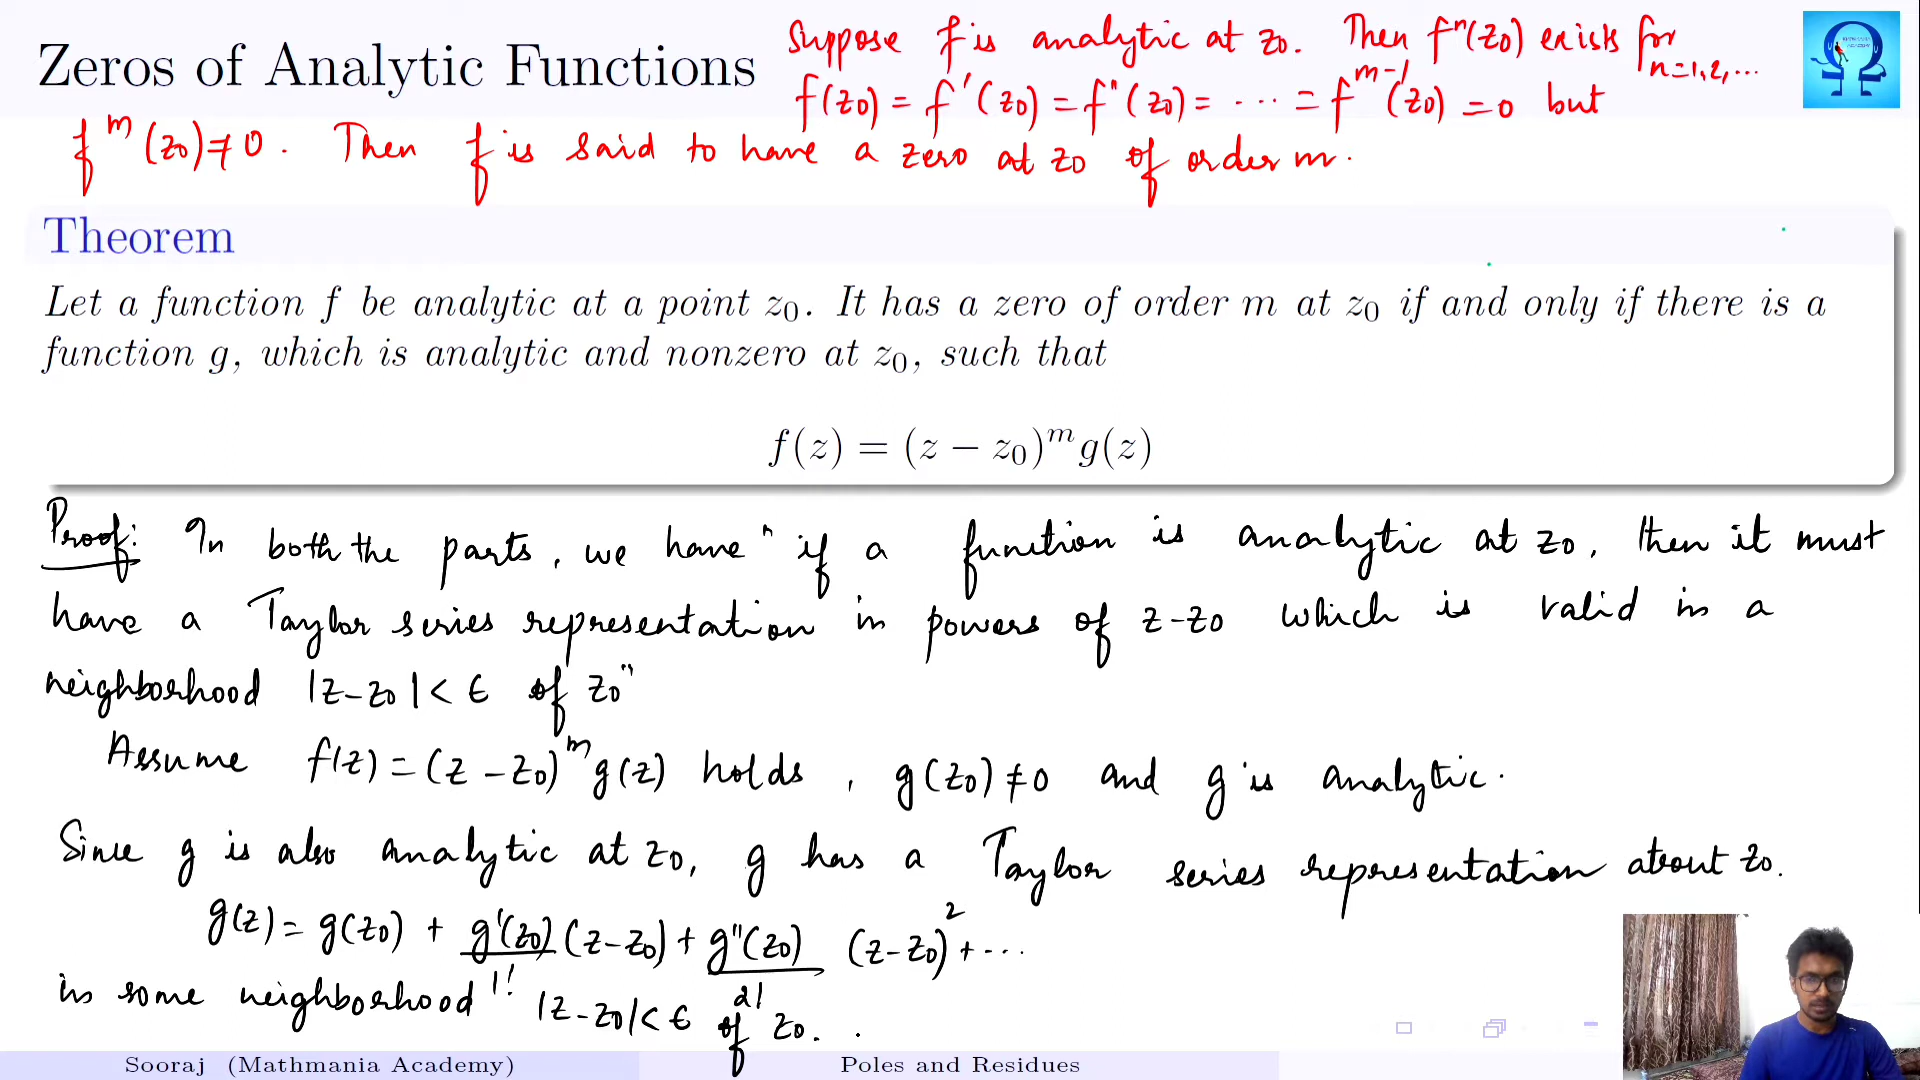 Zeros of Analytic Functions
Suppose f is analytic at z₀. Then fⁿ(z₀) exists for n=1,2,...
f(z₀) = f'(z₀) = f''(z₀) = ... = f^{m-1}(z₀) = 0 but
f^m(z₀) ≠ 0. Then f is said to have a zero at z₀ of order m.
Theorem
Let a function f be analytic at a point z₀. It has a zero of order m at z₀ if and only if there is a
function g, which is analytic and nonzero at z₀, such that
f(z) = (z − z₀)^m g(z)
Proof: In both the parts, we have "if a function is analytic at z₀, then it must
have a Taylor series representation in powers of z-z₀ which is valid in a
neighborhood |z-z₀|< ϵ of z₀"
Assume f(z) = (z-z₀)^m g(z) holds, g(z₀) ≠ 0 and g is analytic.
Since g is also analytic at z₀, g has a Taylor series representation about z₀.
g(z) = g(z₀) + g'(z₀)/1! (z-z₀) + g''(z₀)/2! (z-z₀)² + ...
in some neighborhood |z-z₀|< ϵ of z₀.
Sooraj (Mathmania Academy)
Poles and Residues